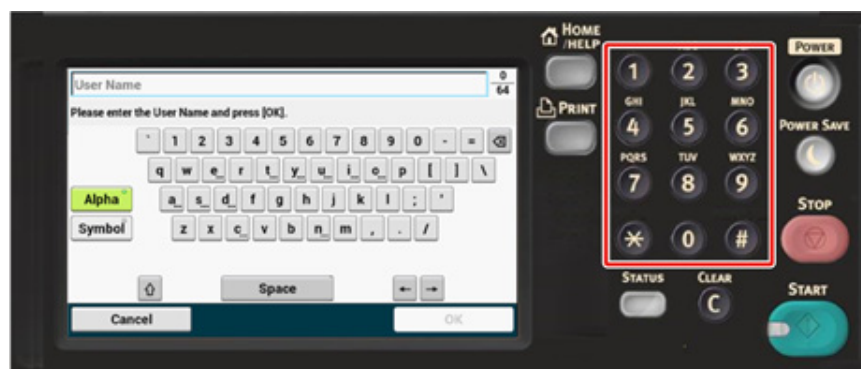 User Name
0
64
Please enter the User Name and press [OK].
` 1 2 3 4 5 6 7 8 9 0 - =
q w e r t y u i o p [ ] \
Alpha
a s d f g h j k l ; '
Symbol
z x c v b n m , . /
Space
← →
Cancel
OK
HOME
/HELP
PRINT
1 2 3
GHI JKL MNO
4 5 6
PQRS TUV WXYZ
7 8 9
* 0 #
STATUS
CLEAR
C
POWER
POWER SAVE
STOP
START